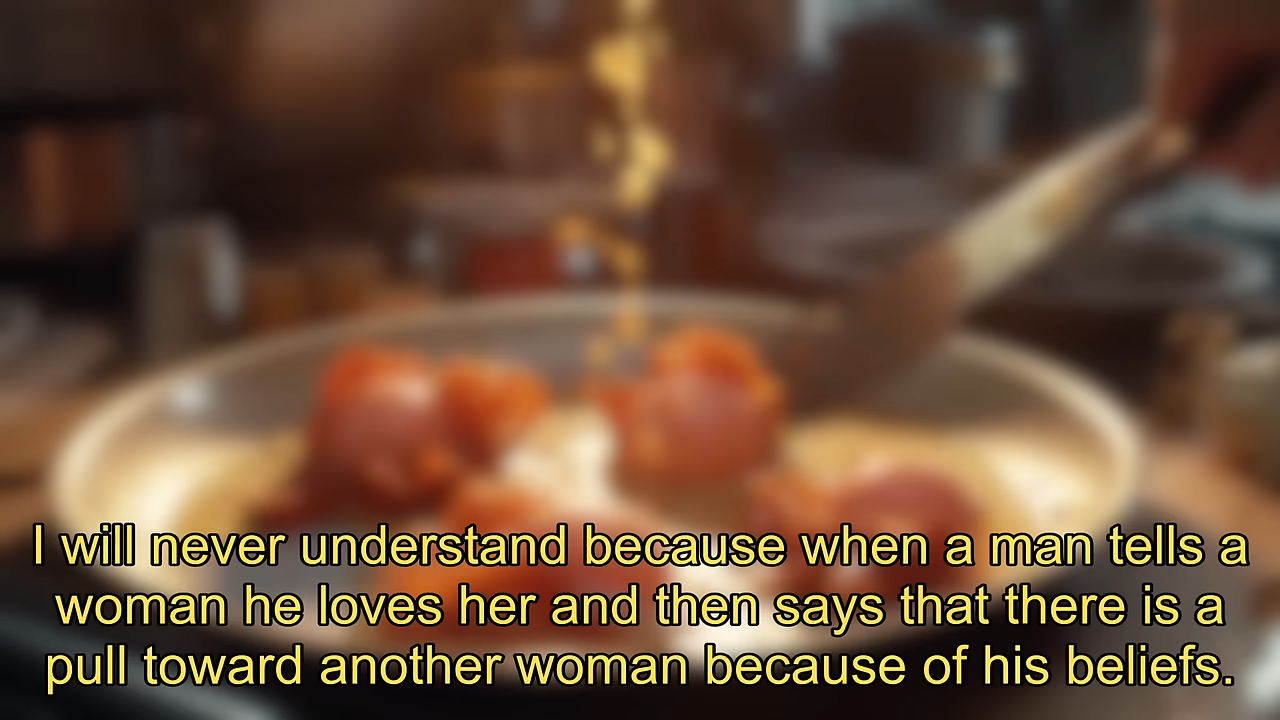 I will never understand because when a man tells a
woman he loves her and then says that there is a
pull toward another woman because of his beliefs.